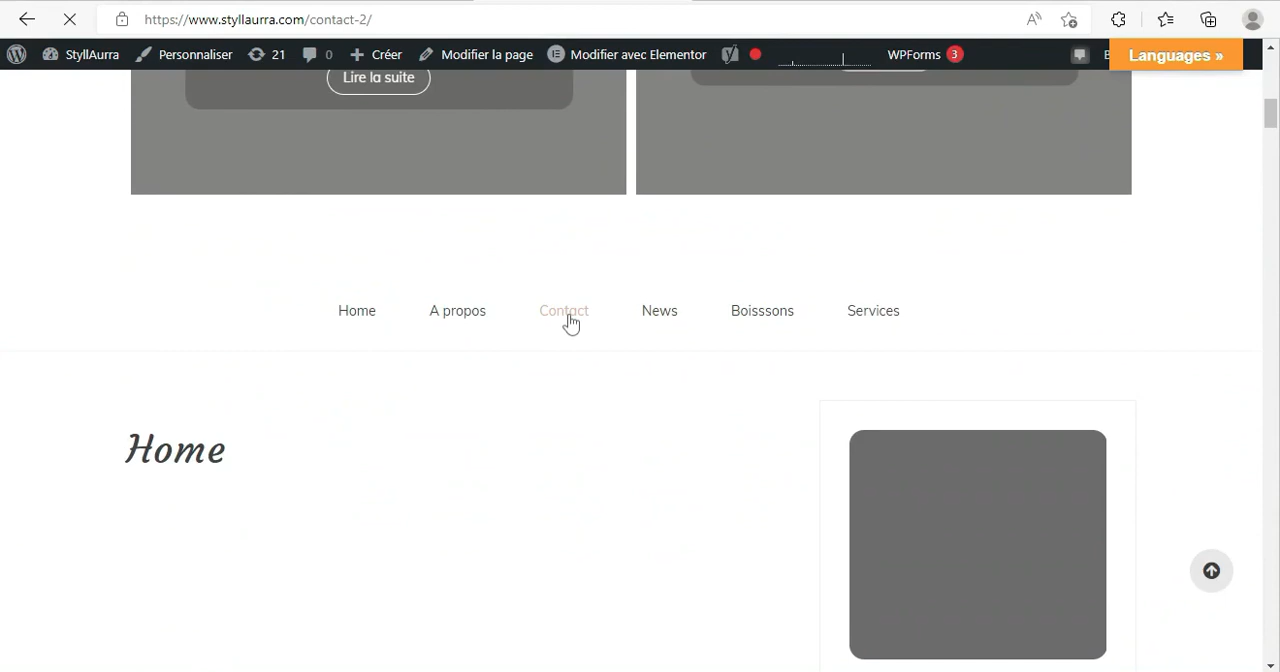 https://www.styllaurra.com/contact-2/
StyllAurra Personnaliser 21 0 Créer Modifier la page Modifier avec Elementor WPForms 3
Languages »
Lire la suite
Home A propos Contact News Boisssons Services
Home